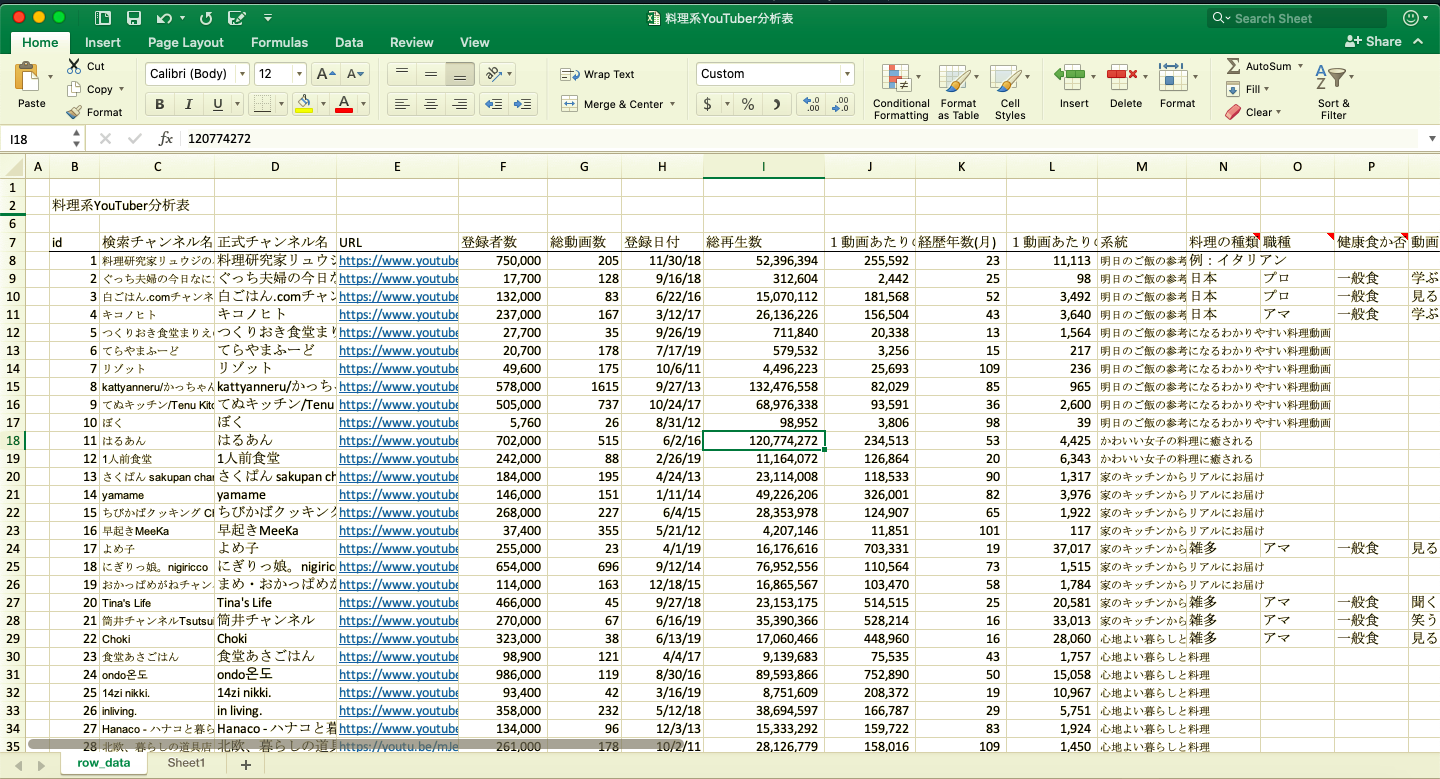 料理系YouTuber分析表
Search Sheet
Home Insert Page Layout Formulas Data Review View Share
Cut Calibri (Body) 12 Wrap Text Custom AutoSum
Copy Fill
Paste Format B I U Merge & Center $ % Conditional Formatting Format as Table Cell Styles Insert Delete Format Clear Sort & Filter
I18 fx 120774272
A B C D E F G H I J K L M N O P
1
2 料理系YouTuber分析表
6
7 id 検索チャンネル名 正式チャンネル名 URL 登録者数 総動画数 登録日付 総再生数 １動画あたりの 経歴年数(月) １動画あたりの 系統 料理の種類 職種 健康食か否 動画
8 1 料理研究家リュウジの 料理研究家リュウジ https://www.youtube 750,000 205 11/30/18 52,396,394 255,592 23 11,113 明日のご飯の参考 例：イタリアン
9 2 ぐっち夫婦の今日なに ぐっち夫婦の今日な https://www.youtube 17,700 128 9/16/18 312,604 2,442 25 98 明日のご飯の参考 日本 プロ 一般食 学ぶ
10 3 白ごはん.comチャンネ 白ごはん.comチャン https://www.youtube 132,000 83 6/22/16 15,070,112 181,568 52 3,492 明日のご飯の参考 日本 プロ 一般食 見る
11 4 キコノヒト キコノヒト https://www.youtube 237,000 167 3/12/17 26,136,226 156,504 43 3,640 明日のご飯の参考 日本 アマ 一般食 学ぶ
12 5 つくりおき食堂まりえ つくりおき食堂まり https://www.youtube 27,700 35 9/26/19 711,840 20,338 13 1,564 明日のご飯の参考になるわかりやすい料理動画
13 6 てらやまふーど てらやまふーど https://www.youtube 20,700 178 7/17/19 579,532 3,256 15 217 明日のご飯の参考になるわかりやすい料理動画
14 7 リゾット リゾット https://www.youtube 49,600 175 10/6/11 4,496,223 25,693 109 236 明日のご飯の参考になるわかりやすい料理動画
15 8 kattyanneru/かっちゃん kattyanneru/かっち https://www.youtube 578,000 1615 9/27/13 132,476,558 82,029 85 965 明日のご飯の参考になるわかりやすい料理動画
16 9 てぬキッチン/Tenu Kitc てぬキッチン/Tenu https://www.youtube 505,000 737 10/24/17 68,976,338 93,591 36 2,600 明日のご飯の参考になるわかりやすい料理動画
17 10 ぼく ぼく https://www.youtube 5,760 26 8/31/12 98,952 3,806 98 39 明日のご飯の参考になるわかりやすい料理動画
18 11 はるあん はるあん https://www.youtube 702,000 515 6/2/16 120,774,272 234,513 53 4,425 かわいい女子の料理に癒される
19 12 1人前食堂 1人前食堂 https://www.youtube 242,000 88 2/26/19 11,164,072 126,864 20 6,343 かわいい女子の料理に癒される
20 13 さくぱん sakupan chan さくぱん sakupan ch https://www.youtube 184,000 195 4/24/13 23,114,008 118,533 90 1,317 家のキッチンからリアルにお届け
21 14 yamame yamame https://www.youtube 146,000 151 1/11/14 49,226,206 326,001 82 3,976 家のキッチンからリアルにお届け
22 15 ちびかばクッキング Ch ちびかばクッキング https://www.youtube 268,000 227 6/4/15 28,353,978 124,907 65 1,922 家のキッチンからリアルにお届け
23 16 早起きMeeKa 早起きMeeKa https://www.youtube 37,400 355 5/21/12 4,207,146 11,851 101 117 家のキッチンからリアルにお届け
24 17 よめ子 よめ子 https://www.youtube 255,000 23 4/1/19 16,176,616 703,331 19 37,017 家のキッチンから 雑多 アマ 一般食 見る
25 18 にぎりっ娘。nigiricco にぎりっ娘。nigiric https://www.youtube 654,000 696 9/12/14 76,952,556 110,564 73 1,515 家のキッチンからリアルにお届け
26 19 おかっぱめがねチャン まめ・おかっぱめが https://www.youtube 114,000 163 12/18/15 16,865,567 103,470 58 1,784 家のキッチンからリアルにお届け
27 20 Tina's Life Tina's Life https://www.youtube 466,000 45 9/27/18 23,153,175 514,515 25 20,581 家のキッチンから 雑多 アマ 一般食 聞く
28 21 筒井チャンネルTsutsui 筒井チャンネル https://www.youtube 270,000 67 6/16/19 35,390,366 528,214 16 33,013 家のキッチンから 雑多 アマ 一般食 笑う
29 22 Choki Choki https://www.youtube 323,000 38 6/13/19 17,060,466 448,960 16 28,060 心地よい暮らしと 雑多 アマ 一般食 見る
30 23 食堂あさごはん 食堂あさごはん https://www.youtube 98,900 121 4/4/17 9,139,683 75,535 43 1,757 心地よい暮らしと料理
31 24 ondo온도 ondo온도 https://www.youtube 986,000 119 8/30/16 89,593,866 752,890 50 15,058 心地よい暮らしと料理
32 25 14zi nikki. 14zi nikki. https://www.youtube 93,400 42 3/16/19 8,751,609 208,372 19 10,967 心地よい暮らしと料理
33 26 inliving. in living. https://www.youtube 358,000 232 5/12/18 38,694,597 166,787 29 5,751 心地よい暮らしと料理
34 27 Hanaco - ハナコと暮ら Hanaco - ハナコと暮 https://www.youtube 134,000 96 12/3/13 15,333,292 159,722 83 1,924 心地よい暮らしと料理
35 28 北欧、暮らしの道具店 北欧、暮らしの道具 https://youtu.be/mJe 261,000 178 10/2/11 28,126,779 158,016 109 1,450 心地よい暮らしと料理
row_data Sheet1